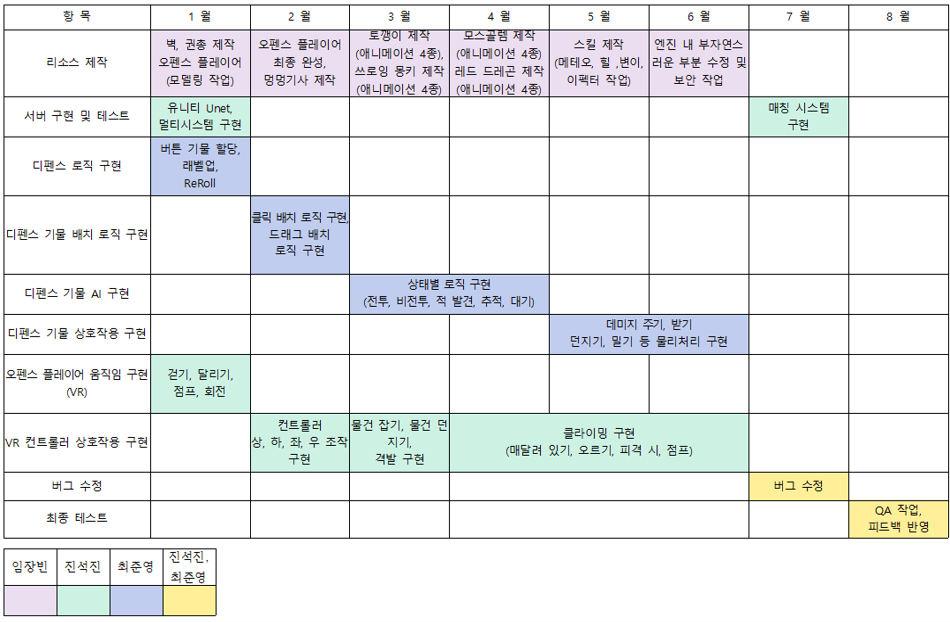 항 목 1 월 2 월 3 월 4 월 5 월 6 월 7 월 8 월
리소스 제작
벽, 권총 제작
오펜스 플레이어
(모델링 작업)
오펜스 플레이어
최종 완성,
멍멍기사 제작
토깽이 제작
(애니메이션 4종),
쓰로잉 몽키 제작
(애니메이션 4종)
모스골렘 제작
(애니메이션 4종)
레드 드레곤 제작
(애니메이션 4종)
스킬 제작
(메테오, 힐 ,변이,
이펙터 작업)
엔진 내 부자연스
러운 부분 수정 및
보안 작업
서버 구현 및 테스트
유니티 Unet,
멀티시스템 구현
매칭 시스템
구현
디펜스 로직 구현
버튼 기물 할당,
래벨업,
ReRoll
디펜스 기물 배치 로직 구현
클릭 배치 로직 구현,
드래그 배치
로직 구현
디펜스 기물 AI 구현
상태별 로직 구현
(전투, 비전투, 적 발견, 추적, 대기)
디펜스 기물 상호작용 구현
데미지 주기, 받기
던지기, 밀기 등 물리처리 구현
오펜스 플레이어 움직임 구현
(VR)
걷기, 달리기,
점프, 회전
VR 컨트롤러 상호작용 구현
컨트롤러
상, 하, 좌, 우 조작
구현
물건 잡기, 물건 던
지기,
격발 구현
클라이밍 구현
(매달려 있기, 오르기, 피격 시, 점프)
버그 수정
버그 수정
최종 테스트
QA 작업,
피드백 반영
임장빈 진석진 최준영
진석진,
최준영